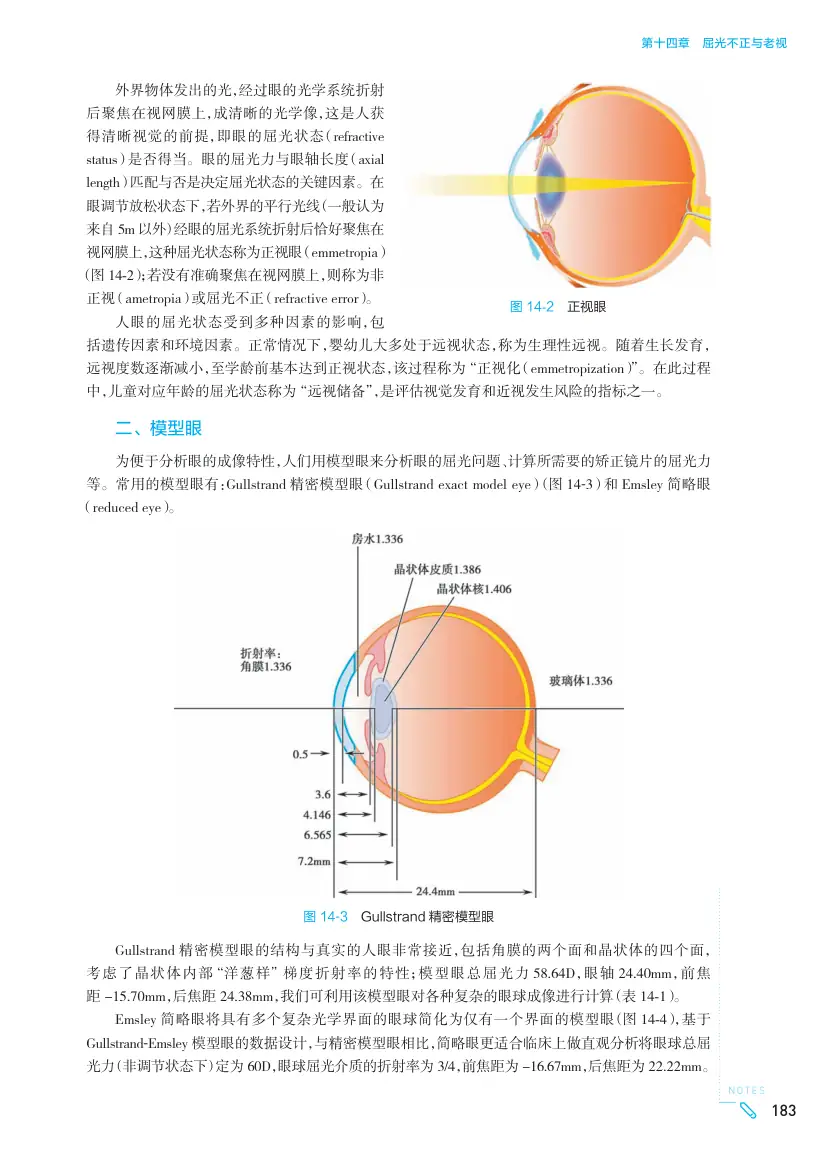 第十四章 屈光不正与老视
外界物体发出的光,经过眼的光学系统折射
后聚焦在视网膜上,成清晰的光学像,这是人获
得清晰视觉的前提,即眼的屈光状态(refractive
status)是否得当。眼的屈光力与眼轴长度(axial
length)匹配与否是决定屈光状态的关键因素。在
眼调节放松状态下,若外界的平行光线(一般认为
来自 5m 以外)经眼的屈光系统折射后恰好聚焦在
视网膜上,这种屈光状态称为正视眼(emmetropia)
(图 14-2);若没有准确聚焦在视网膜上,则称为非
正视(ametropia)或屈光不正(refractive error)。
图 14-2 正视眼
人眼的屈光状态受到多种因素的影响,包
括遗传因素和环境因素。正常情况下,婴幼儿大多处于远视状态,称为生理性远视。随着生长发育,
远视度数逐渐减小,至学龄前基本达到正视状态,该过程称为“正视化(emmetropization)”。在此过程
中,儿童对应年龄的屈光状态称为“远视储备”,是评估视觉发育和近视发生风险的指标之一。
二、模型眼
为便于分析眼的成像特性,人们用模型眼来分析眼的屈光问题、计算所需要的矫正镜片的屈光力
等。常用的模型眼有:Gullstrand 精密模型眼(Gullstrand exact model eye)(图 14-3)和 Emsley 简略眼
(reduced eye)。
房水1.336
晶状体皮质1.386
晶状体核1.406
折射率:
角膜1.336
玻璃体1.336
0.5
3.6
4.146
6.565
7.2mm
24.4mm
图 14-3 Gullstrand 精密模型眼
Gullstrand 精密模型眼的结构与真实的人眼非常接近,包括角膜的两个面和晶状体的四个面,
考虑了晶状体内部“洋葱样”梯度折射率的特性;模型眼总屈光力 58.64D,眼轴 24.40mm,前焦
距 –15.70mm,后焦距 24.38mm,我们可利用该模型眼对各种复杂的眼球成像进行计算(表 14-1)。
Emsley 简略眼将具有多个复杂光学界面的眼球简化为仅有一个界面的模型眼(图 14-4),基于
Gullstrand-Emsley 模型眼的数据设计,与精密模型眼相比,简略眼更适合临床上做直观分析将眼球总屈
光力(非调节状态下)定为 60D,眼球屈光介质的折射率为 3/4,前焦距为 –16.67mm,后焦距为 22.22mm。
NOTES
183